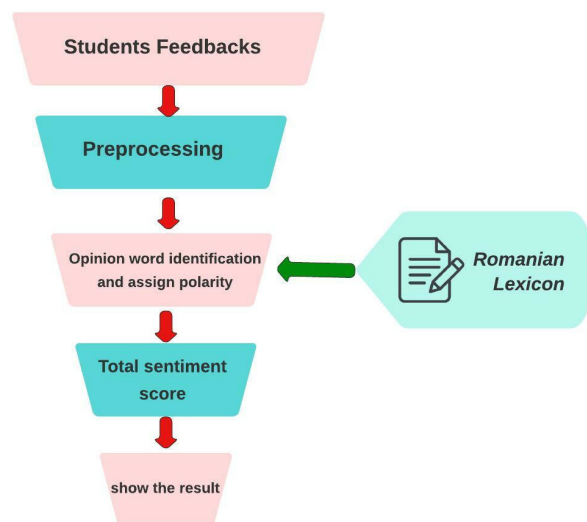 Students Feedbacks
Preprocessing
Opinion word identification
and assign polarity
Romanian
Lexicon
Total sentiment
score
show the result